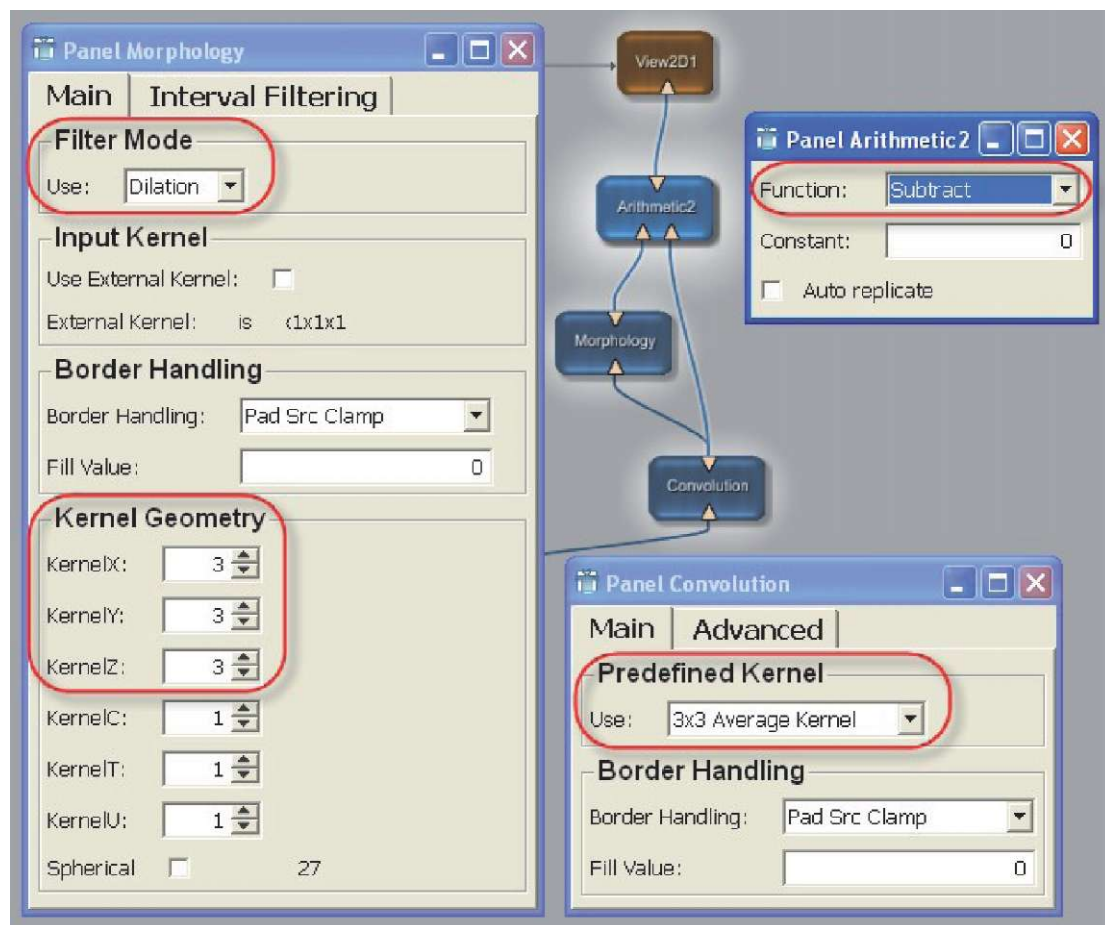 Panel Morphology
Main Interval Filtering
Filter Mode
Use: Dilation
Input Kernel
Use External Kernel:
External Kernel: is <1x1x1
Border Handling
Border Handling: Pad Src Clamp
Fill Value: 0
Kernel Geometry
KernelX: 3
KernelY: 3
KernelZ: 3
KernelC: 1
KernelT: 1
KernelU: 1
Spherical 27
View2D1
Arithmetic2
Morphology
Convolution
Panel Arithmetic2
Function: Subtract
Constant: 0
Auto replicate
Panel Convolution
Main Advanced
Predefined Kernel
Use: 3x3 Average Kernel
Border Handling
Border Handling: Pad Src Clamp
Fill Value: 0